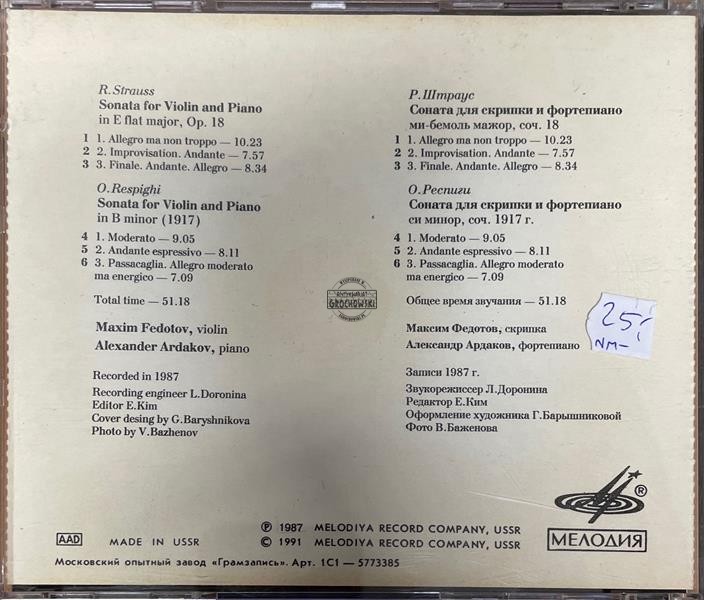 R. Strauss
Sonata for Violin and Piano
in E flat major, Op. 18
1 1. Allegro ma non troppo — 10.23
2 2. Improvisation. Andante — 7.57
3 3. Finale. Andante. Allegro — 8.34
O. Respighi
Sonata for Violin and Piano
in B minor (1917)
4 1. Moderato — 9.05
5 2. Andante espressivo — 8.11
6 3. Passacaglia. Allegro moderato
ma energico — 7.09
Total time — 51.18
Maxim Fedotov, violin
Alexander Ardakov, piano
Recorded in 1987
Recording engineer L.Doronina
Editor E.Kim
Cover desing by G.Baryshnikova
Photo by V.Bazhenov
Р. Штраус
Соната для скрипки и фортепиано
ми-бемоль мажор, соч. 18
1 1. Allegro ma non troppo — 10.23
2 2. Improvisation. Andante — 7.57
3 3. Finale. Andante. Allegro — 8.34
О. Респиги
Соната для скрипки и фортепиано
си минор, соч. 1917 г.
4 1. Moderato — 9.05
5 2. Andante espressivo — 8.11
6 3. Passacaglia. Allegro moderato
ma energico — 7.09
Общее время звучания — 51.18
Максим Федотов, скрипка
Александр Ардаков, фортепиано
Записи 1987 г.
Звукорежиссер Л.Доронина
Редактор Е.Ким
Оформление художника Г.Барышниковой
Фото В.Баженова
GROCHOWSKI
25,-
NM-
®
МЕЛОДИЯ
AAD MADE IN USSR
Ⓟ 1987 MELODIYA RECORD COMPANY, USSR
© 1991 MELODIYA RECORD COMPANY, USSR
Московский опытный завод «Грамзапись». Арт. 1С1 — 5773385